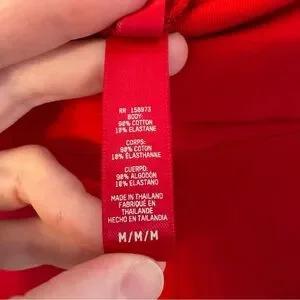 RR 158973
BODY:
90% COTTON
10% ELASTANE
CORPS:
90% COTON
10% ÉLASTHANNE
CUERPO:
90% ALGODÓN
10% ELASTANO
MADE IN THAILAND
FABRIQUÉ EN
THAÏLANDE
HECHO EN TAILANDIA
M/M/M